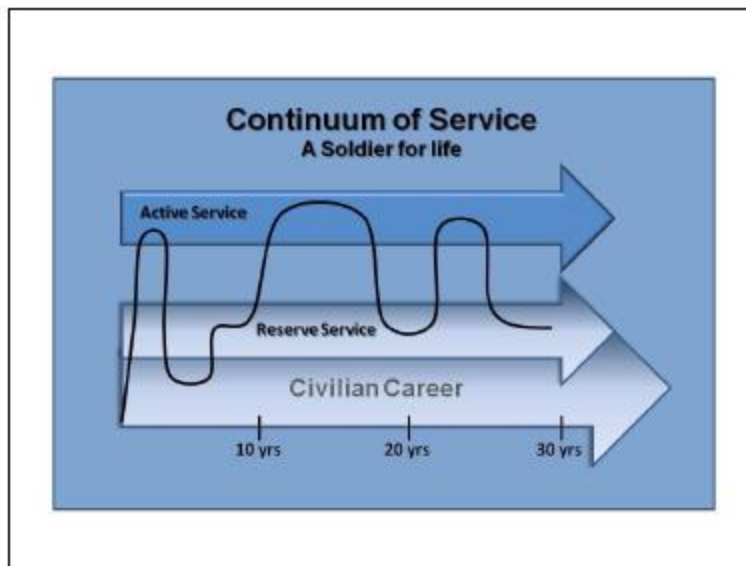 Continuum of Service
A Soldier for life
Active Service
Reserve Service
Civilian Career
10 yrs
20 yrs
30 yrs